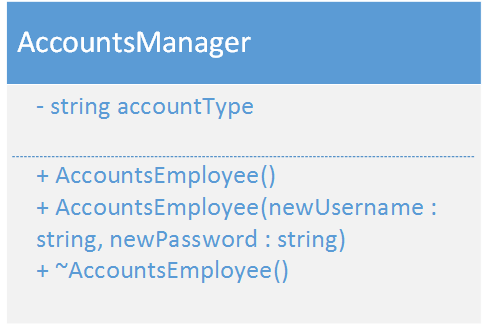 AccountsManager
- string accountType
+ AccountsEmployee()
+ AccountsEmployee(newUsername :
string, newPassword : string)
+ ~AccountsEmployee()